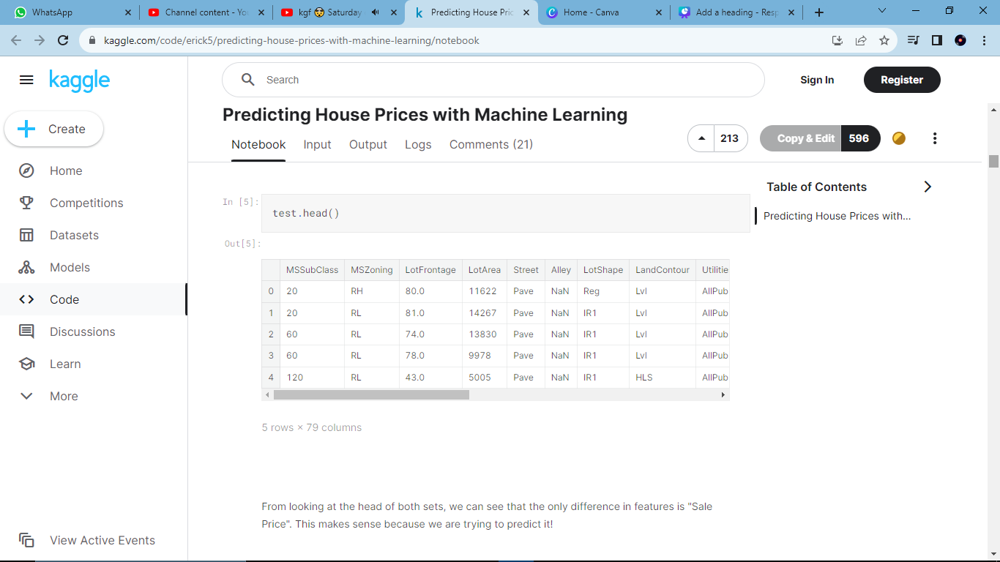 WhatsApp
Channel content - Yo
kgf 🤯 Saturday
Predicting House Pric
Home - Canva
Add a heading - Resp
kaggle.com/code/erick5/predicting-house-prices-with-machine-learning/notebook
kaggle
Search
Sign In
Register
Create
Home
Competitions
Datasets
Models
Code
Discussions
Learn
More
View Active Events
Predicting House Prices with Machine Learning
213
Copy & Edit 596
Notebook Input Output Logs Comments (21)
Table of Contents
Predicting House Prices with...
In [5]:
test.head()
Out[5]:
MSSubClass MSZoning LotFrontage LotArea Street Alley LotShape LandContour Utilitie
0 20 RH 80.0 11622 Pave NaN Reg Lvl AllPub
1 20 RL 81.0 14267 Pave NaN IR1 Lvl AllPub
2 60 RL 74.0 13830 Pave NaN IR1 Lvl AllPub
3 60 RL 78.0 9978 Pave NaN IR1 Lvl AllPub
4 120 RL 43.0 5005 Pave NaN IR1 HLS AllPub
5 rows × 79 columns
From looking at the head of both sets, we can see that the only difference in features is "Sale
Price". This makes sense because we are trying to predict it!